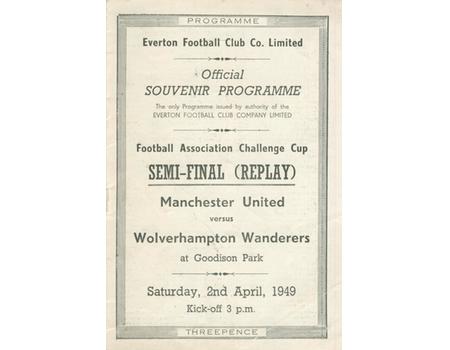 PROGRAMME
Everton Football Club Co. Limited
Official
SOUVENIR PROGRAMME
The only Programme issued by authority of the
EVERTON FOOTBALL CLUB COMPANY LIMITED
Football Association Challenge Cup
SEMI-FINAL (REPLAY)
Manchester United
versus
Wolverhampton Wanderers
at Goodison Park
Saturday, 2nd April, 1949
Kick-off 3 p.m.
THREEPENCE